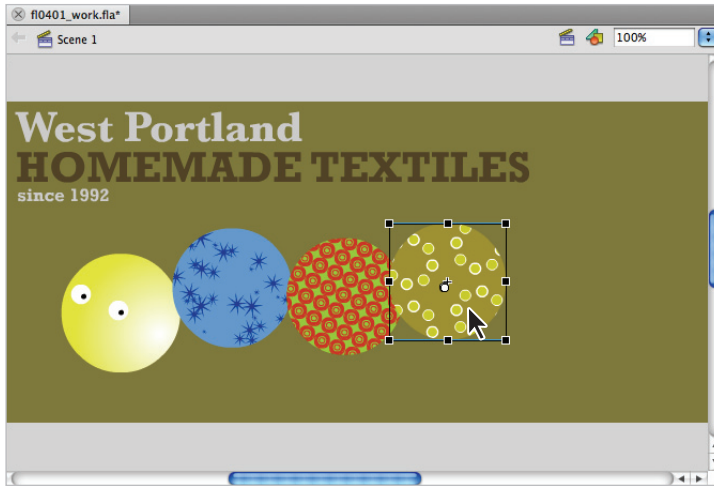 fl0401_work.fla*
Scene 1
100%
West Portland
HOMEMADE TEXTILES
since 1992